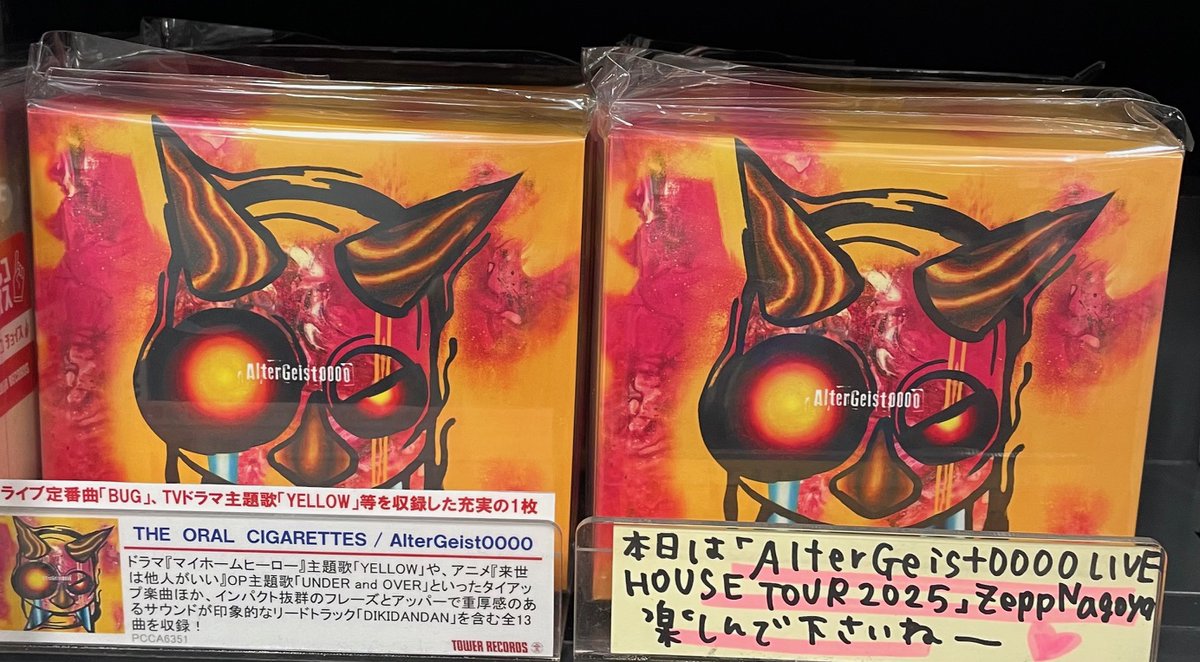 AlterGeist0000
AlterGeist0000
ライブ定番曲「BUG」、TVドラマ主題歌「YELLOW」等を収録した充実の1枚
THE ORAL CIGARETTES / AlterGeist0000
ドラマ『マイホームヒーロー』主題歌「YELLOW」や、アニメ『来世
は他人がいい』OP主題歌「UNDER and OVER」といったタイアッ
プ楽曲ほか、インパクト抜群のフレーズとアッパーで重厚感のあ
るサウンドが印象的なリードトラック「DIKIDANDAN」を含む全13
曲を収録！
PCCA6351
TOWER RECORDS
本日は「AlterGeist0000 LIVE
HOUSE TOUR 2025」Zepp Nagoya
楽しんで下さいねー